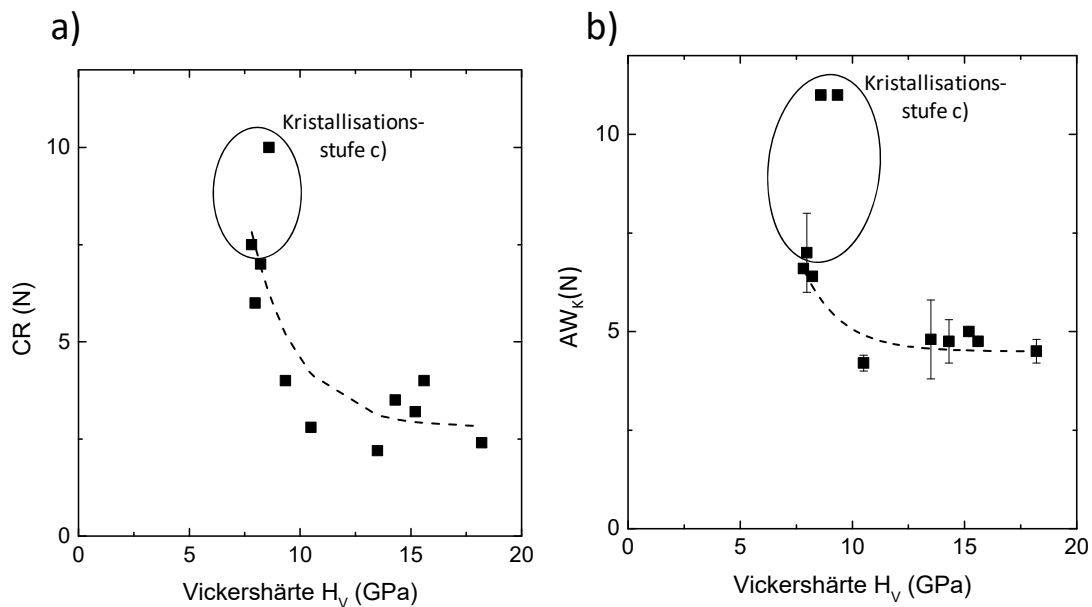 a)
10
5
0
CR (N)
Kristallisations-
stufe c)
0 5 10 15 20
Vickershärte H_V (GPa)
b)
10
5
0
AW_K(N)
Kristallisations-
stufe c)
0 5 10 15 20
Vickershärte H_V (GPa)